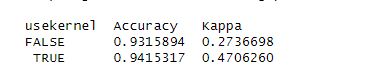 usekernel Accuracy Kappa
FALSE 0.9315894 0.2736698
TRUE 0.9415317 0.4706260